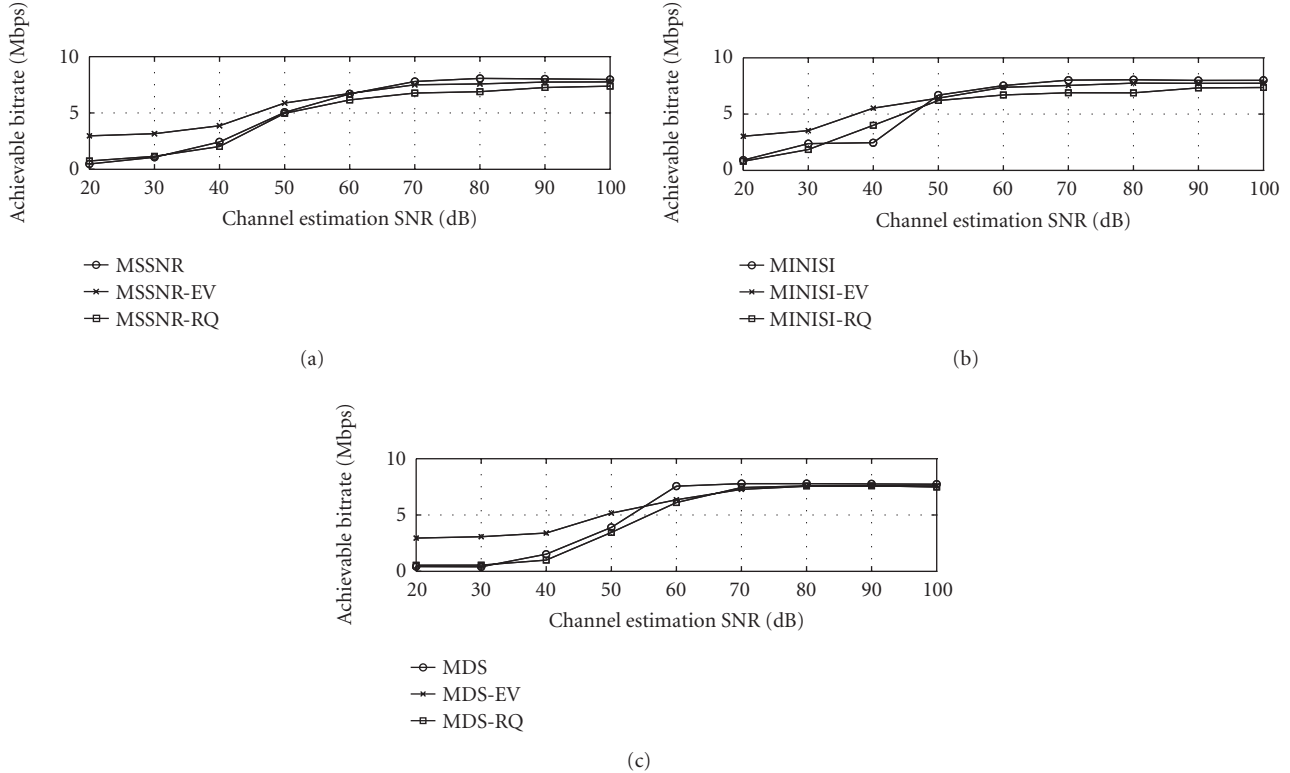 Achievable bitrate (Mbps)
10
5
0
20 30 40 50 60 70 80 90 100
Channel estimation SNR (dB)
MSSNR
MSSNR-EV
MSSNR-RQ
(a)
Achievable bitrate (Mbps)
10
5
0
20 30 40 50 60 70 80 90 100
Channel estimation SNR (dB)
MINISI
MINISI-EV
MINISI-RQ
(b)
Achievable bitrate (Mbps)
10
5
0
20 30 40 50 60 70 80 90 100
Channel estimation SNR (dB)
MDS
MDS-EV
MDS-RQ
(c)